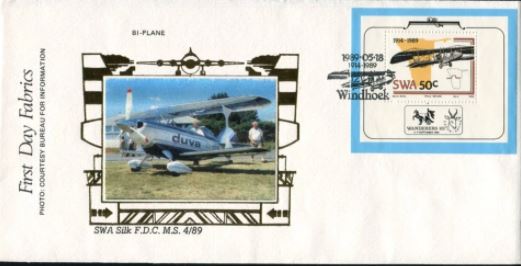 BI-PLANE
First Day Fabrics
PHOTO: COURTESY BUREAU FOR INFORMATION
duva
SWA Silk F.D.C. M.S. 4/89
1989-05-18
1914-1989
Windhoek
1914-1989
SWA 50c
WANDERERS